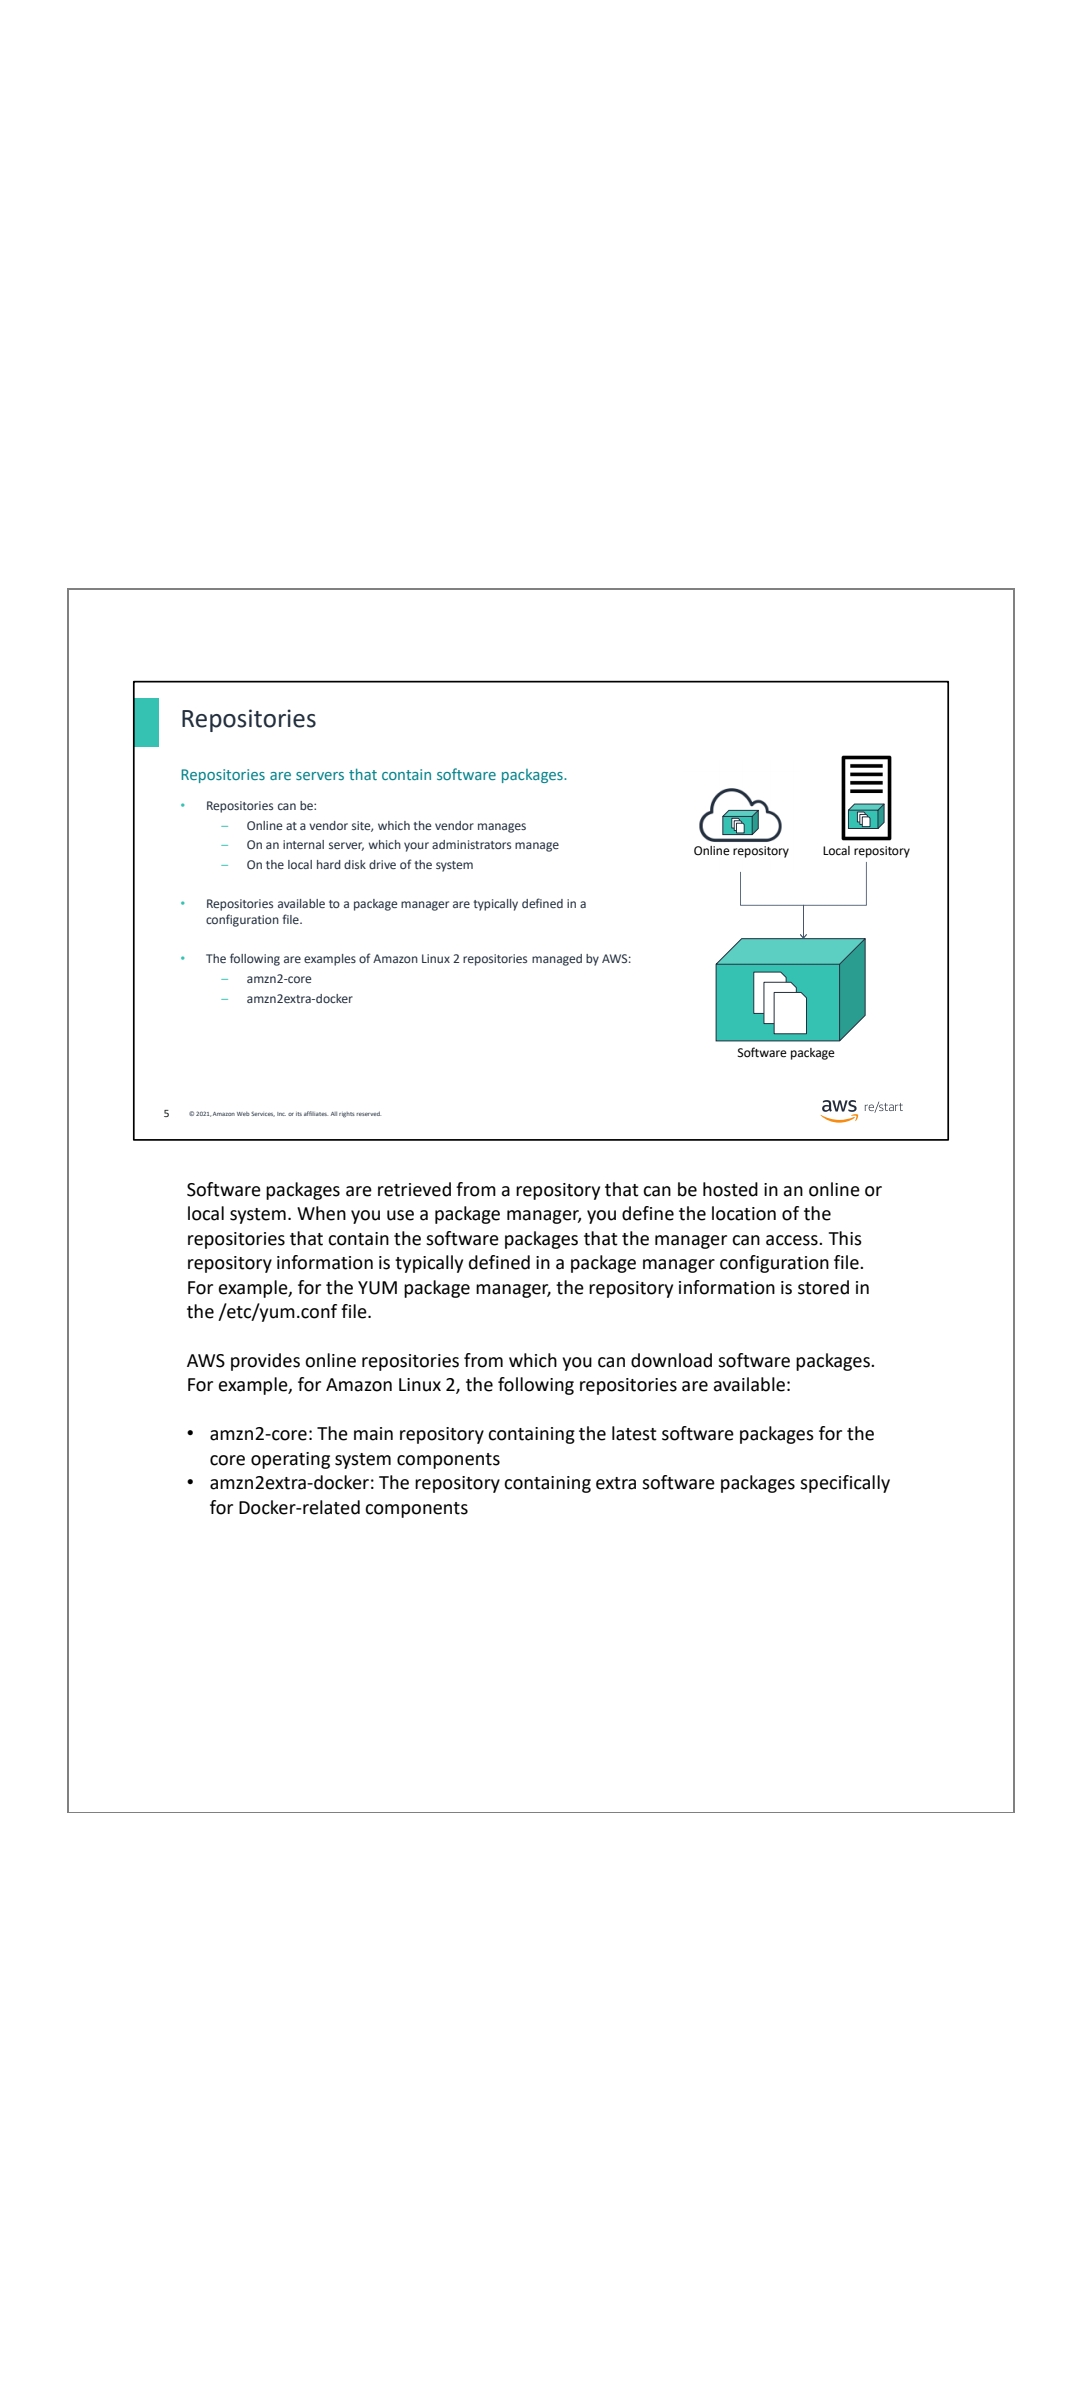 Repositories
Repositories are servers that contain software packages.
• Repositories can be:
– Online at a vendor site, which the vendor manages
– On an internal server, which your administrators manage
– On the local hard disk drive of the system
• Repositories available to a package manager are typically defined in a
configuration file.
• The following are examples of Amazon Linux 2 repositories managed by AWS:
– amzn2-core
– amzn2extra-docker
Online repository
Local repository
Software package
5
© 2021, Amazon Web Services, Inc. or its affiliates. All rights reserved.
aws re/start
Software packages are retrieved from a repository that can be hosted in an online or
local system. When you use a package manager, you define the location of the
repositories that contain the software packages that the manager can access. This
repository information is typically defined in a package manager configuration file.
For example, for the YUM package manager, the repository information is stored in
the /etc/yum.conf file.
AWS provides online repositories from which you can download software packages.
For example, for Amazon Linux 2, the following repositories are available:
• amzn2-core: The main repository containing the latest software packages for the
core operating system components
• amzn2extra-docker: The repository containing extra software packages specifically
for Docker-related components